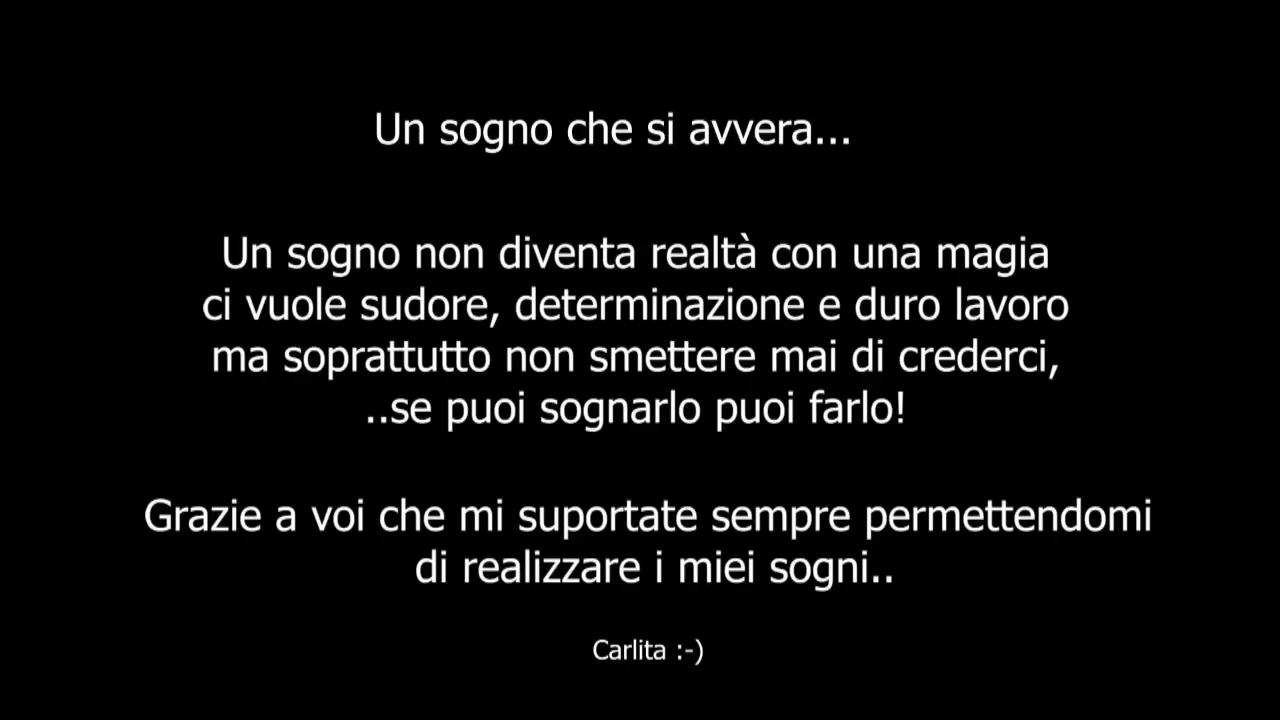 Un sogno che si avvera...
Un sogno non diventa realtà con una magia
ci vuole sudore, determinazione e duro lavoro
ma soprattutto non smettere mai di crederci,
..se puoi sognarlo puoi farlo!
Grazie a voi che mi suportate sempre permettendomi
di realizzare i miei sogni..
Carlita :-)